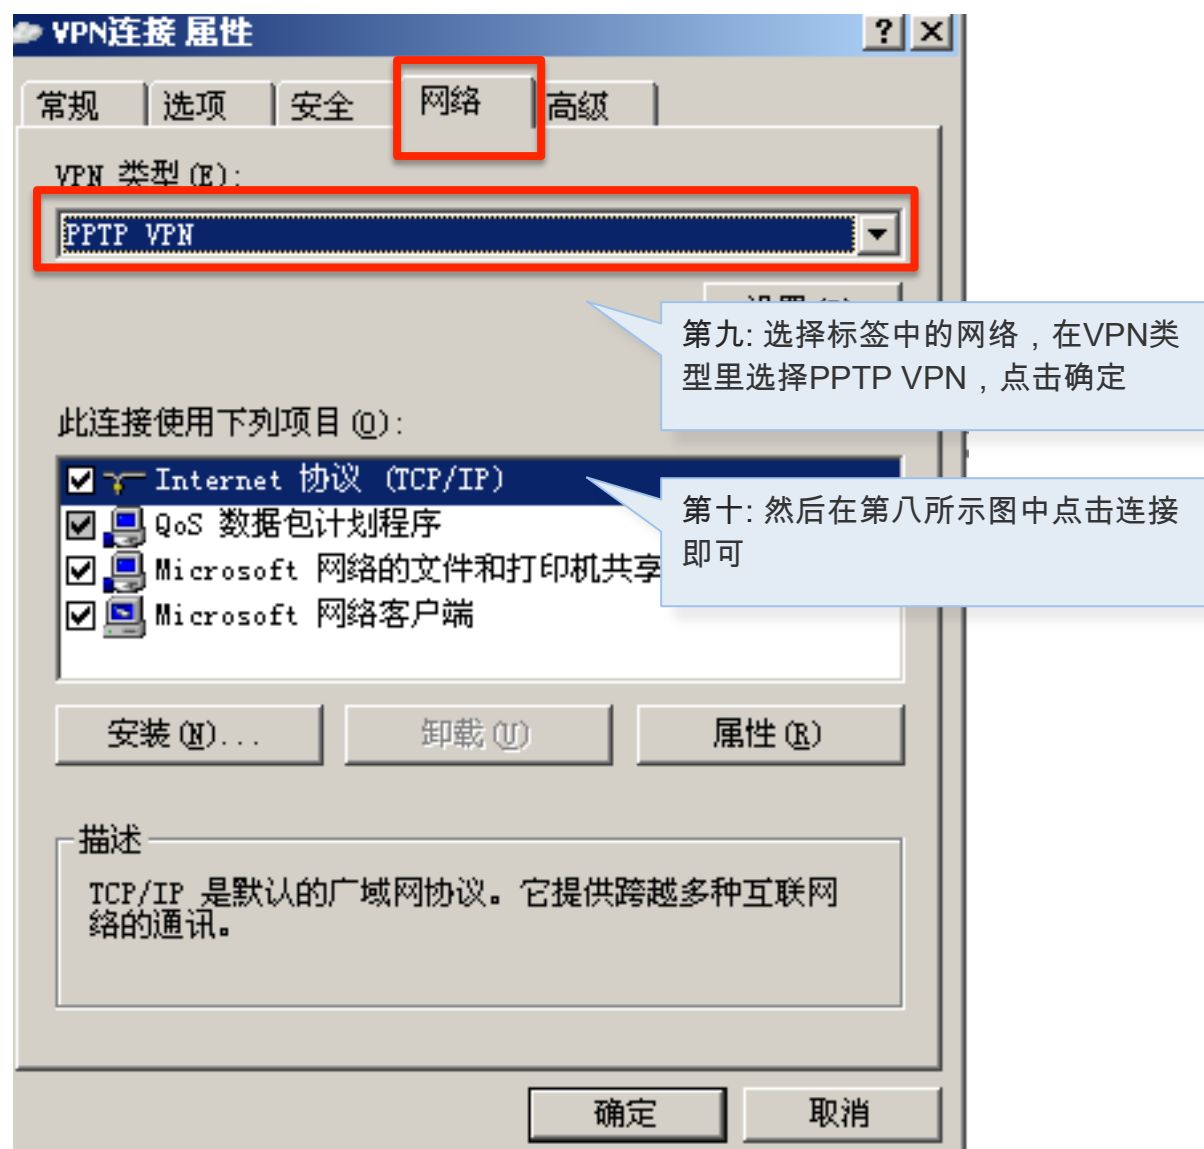 VPN连接 属性
常规 选项 安全 网络 高级
VPN 类型(E):
PPTP VPN
第九: 选择标签中的网络，在VPN类
型里选择PPTP VPN，点击确定
此连接使用下列项目(O):
Internet 协议 (TCP/IP)
QoS 数据包计划程序
Microsoft 网络的文件和打印机共享
Microsoft 网络客户端
第十: 然后在第八所示图中点击连接
即可
安装(N)... 卸载(U) 属性(R)
描述
TCP/IP 是默认的广域网协议。它提供跨越多种互联网
络的通讯。
确定 取消